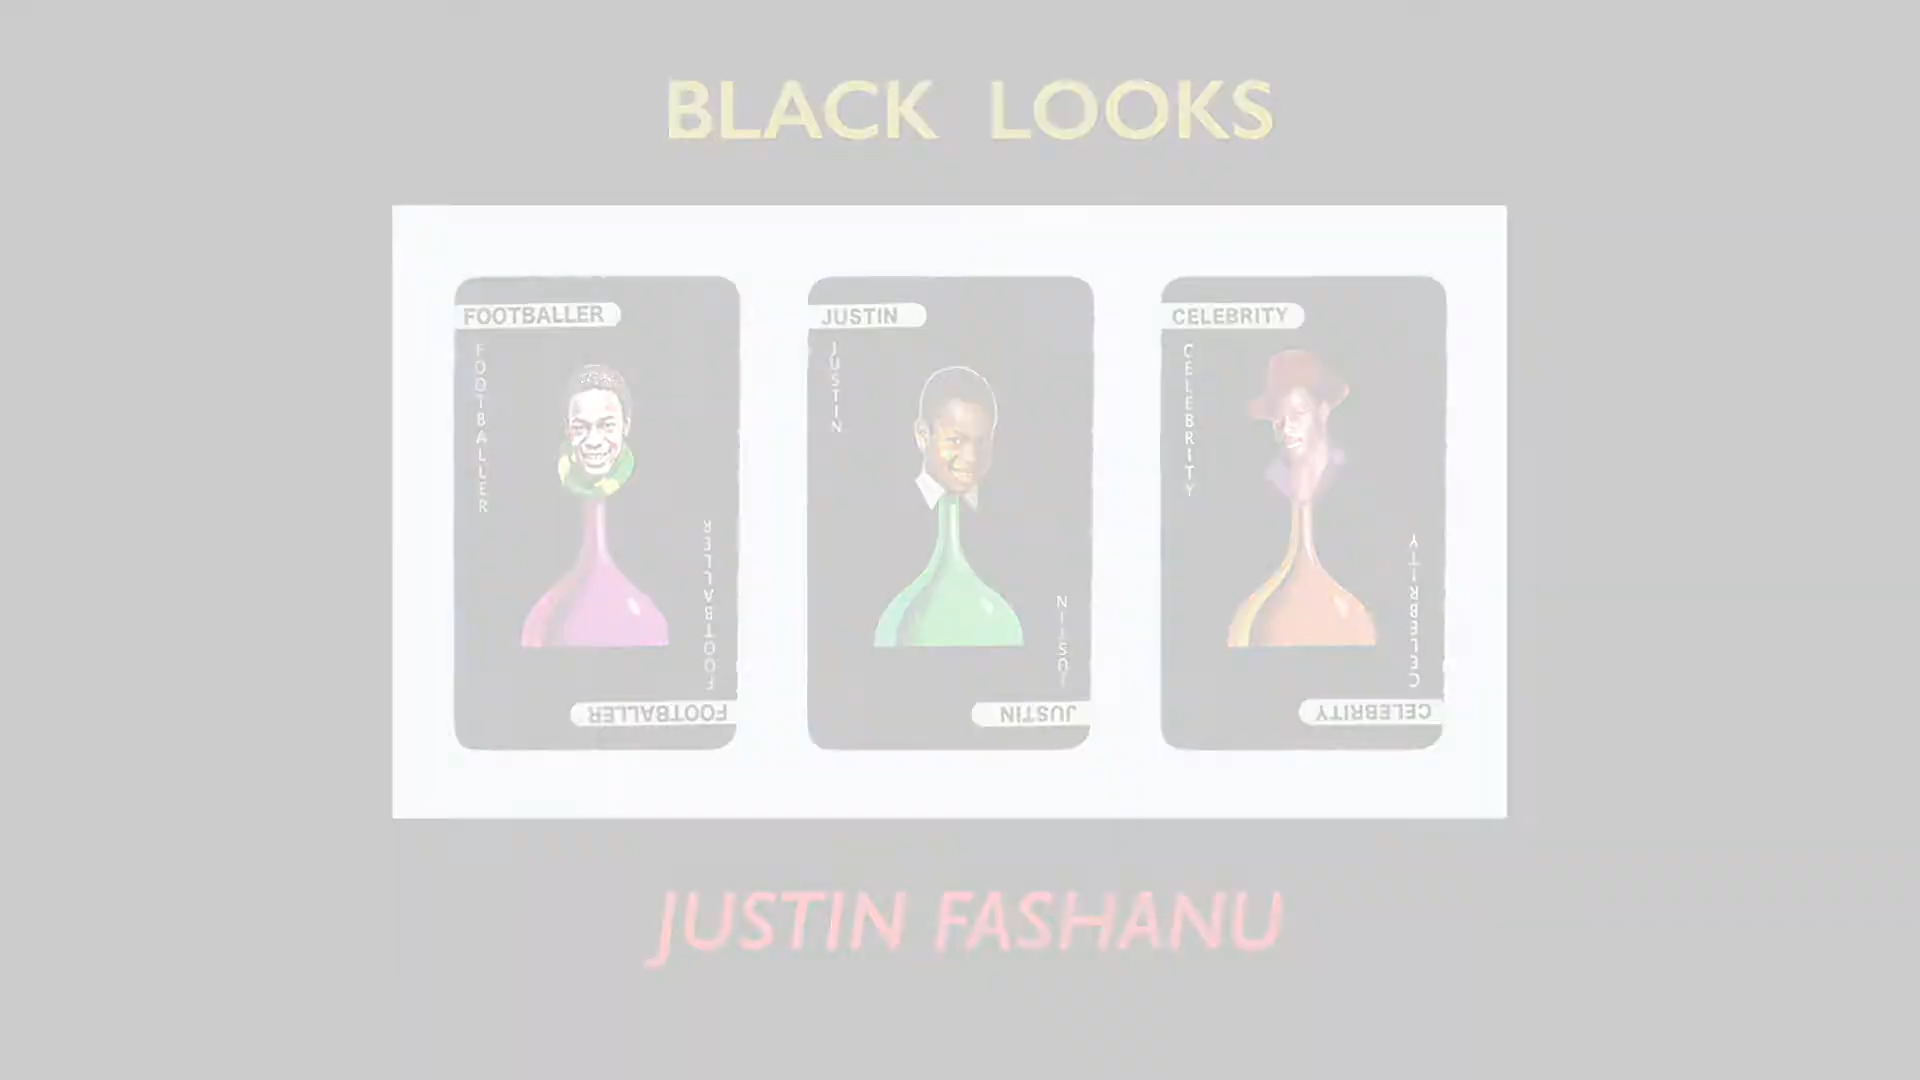 BLACK LOOKS
FOOTBALLER
FOOTBALLER
FOOTBALLER
FOOTBALLER
JUSTIN
JUSTIN
JUSTIN
JUSTIN
CELEBRITY
CELEBRITY
CELEBRITY
CELEBRITY
JUSTIN FASHANU